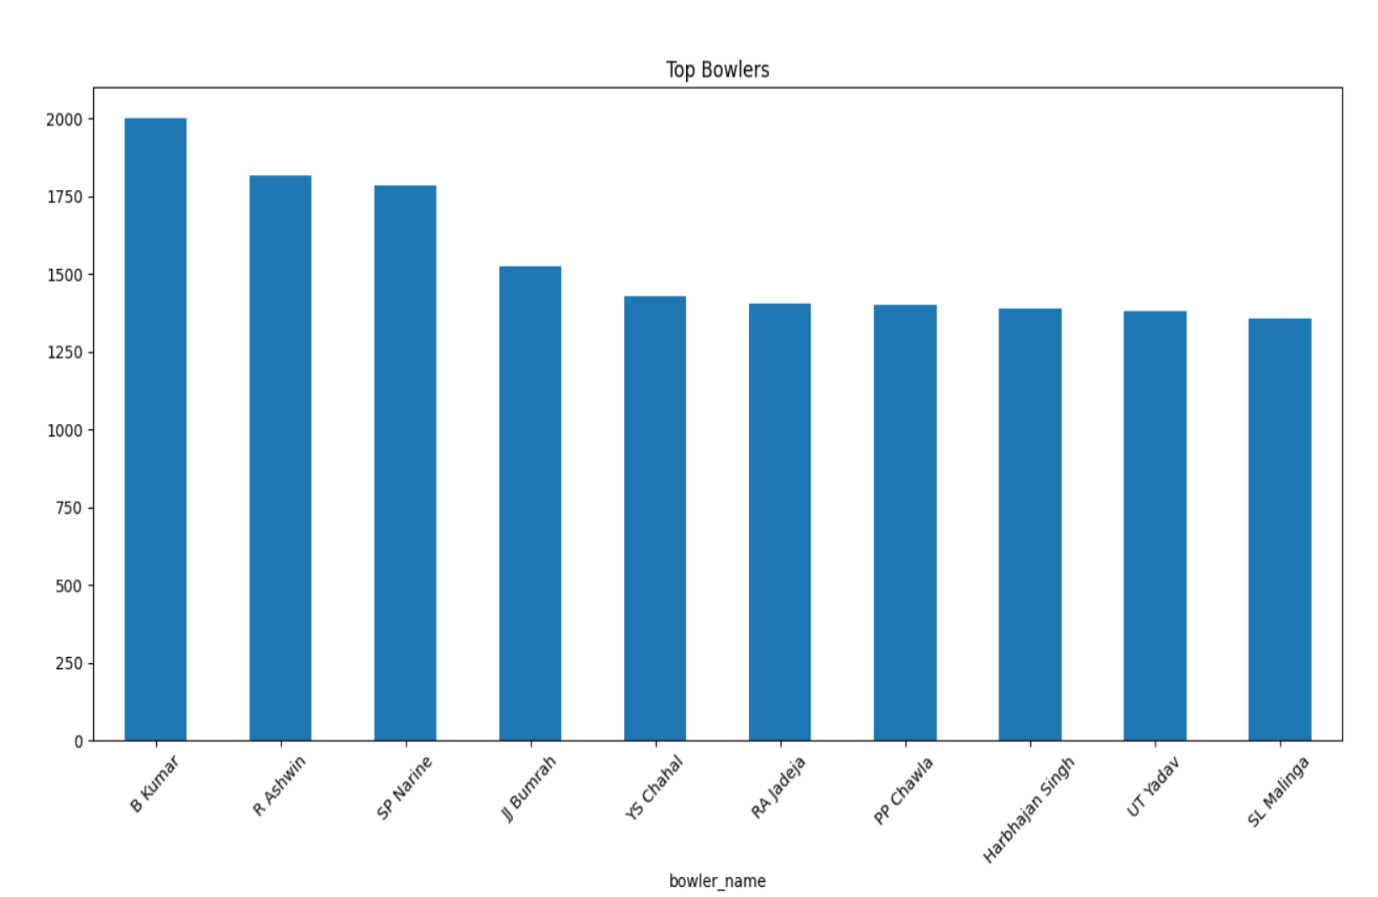 Top Bowlers
2000
1750
1500
1250
1000
750
500
250
0
B Kumar
R Ashwin
SP Narine
JJ Bumrah
YS Chahal
RA Jadeja
PP Chawla
Harbhajan Singh
UT Yadav
SL Malinga
bowler_name